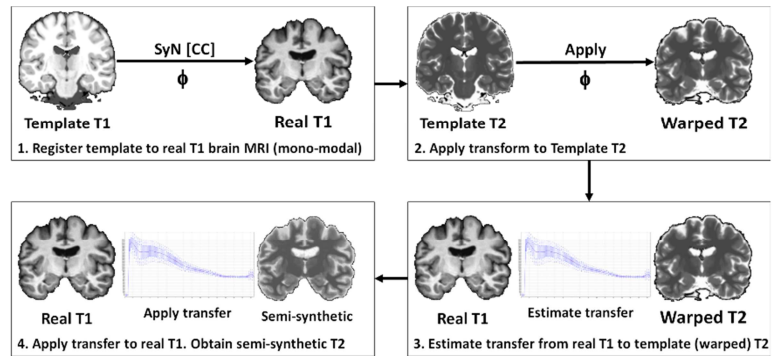 SyN [CC]
ϕ
Template T1
Real T1
1. Register template to real T1 brain MRI (mono-modal)
Apply
ϕ
Template T2
Warped T2
2. Apply transform to Template T2
Real T1
Apply transfer
Semi-synthetic
4. Apply transfer to real T1. Obtain semi-synthetic T2
Real T1
Estimate transfer
Warped T2
3. Estimate transfer from real T1 to template (warped) T2